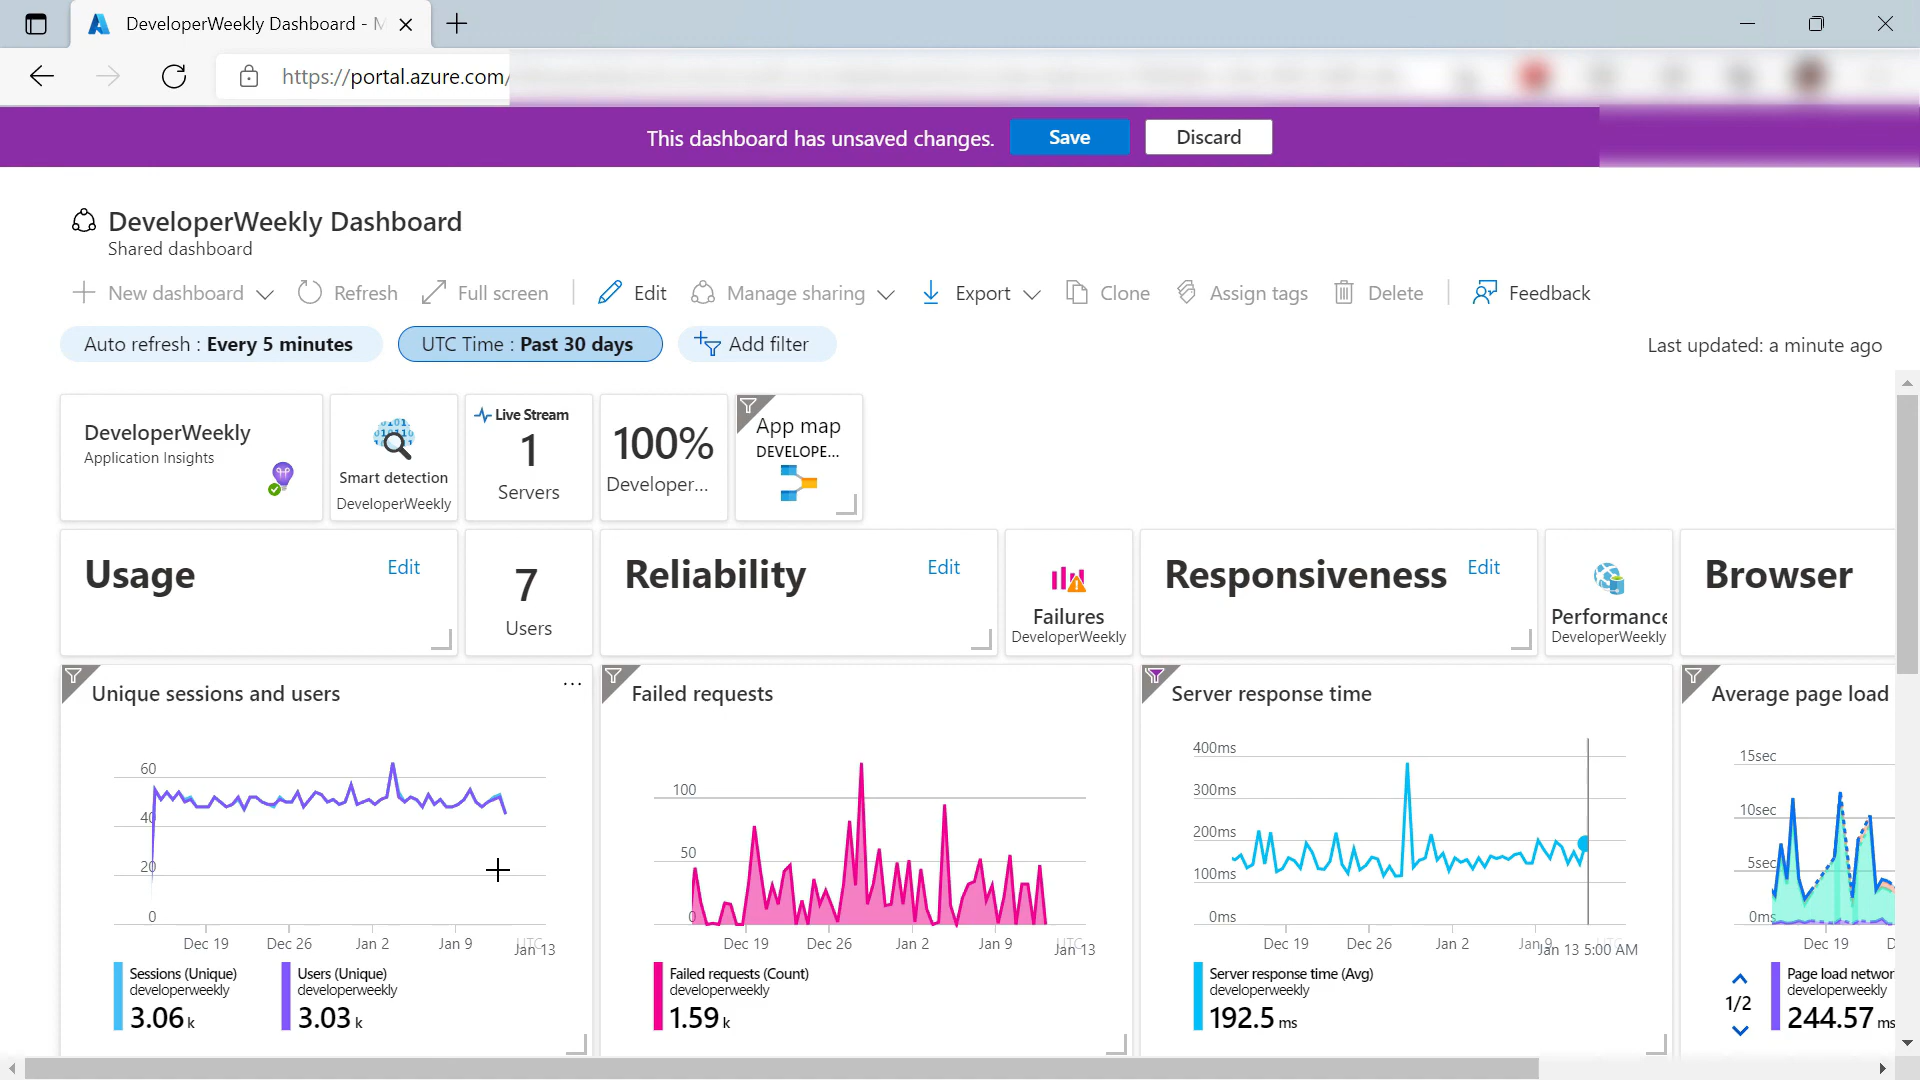 DeveloperWeekly Dashboard - M
https://portal.azure.com/
This dashboard has unsaved changes. Save Discard
DeveloperWeekly Dashboard
Shared dashboard
New dashboard Refresh Full screen Edit Manage sharing Export Clone Assign tags Delete Feedback
Auto refresh : Every 5 minutes UTC Time : Past 30 days Add filter Last updated: a minute ago
DeveloperWeekly
Application Insights
Smart detection
DeveloperWeekly
Live Stream
1
Servers
100%
Developer...
App map
DEVELOPE...
Usage Edit
7
Users
Reliability Edit
Failures
DeveloperWeekly
Responsiveness Edit
Performance
DeveloperWeekly
Browser
Unique sessions and users ...
60
40
20
0
Dec 19 Dec 26 Jan 2 Jan 9 UTC
Jan 13
Sessions (Unique)
developerweekly
3.06 k
Users (Unique)
developerweekly
3.03 k
Failed requests
100
50
0
Dec 19 Dec 26 Jan 2 Jan 9 UTC
Jan 13
Failed requests (Count)
developerweekly
1.59 k
Server response time
400ms
300ms
200ms
100ms
0ms
Dec 19 Dec 26 Jan 2 Jan 9
Jan 13 5:00 AM
Server response time (Avg)
developerweekly
192.5 ms
Average page load
15sec
10sec
5sec
0ms
Dec 19 D
1/2
Page load networ
developerweekly
244.57 ms